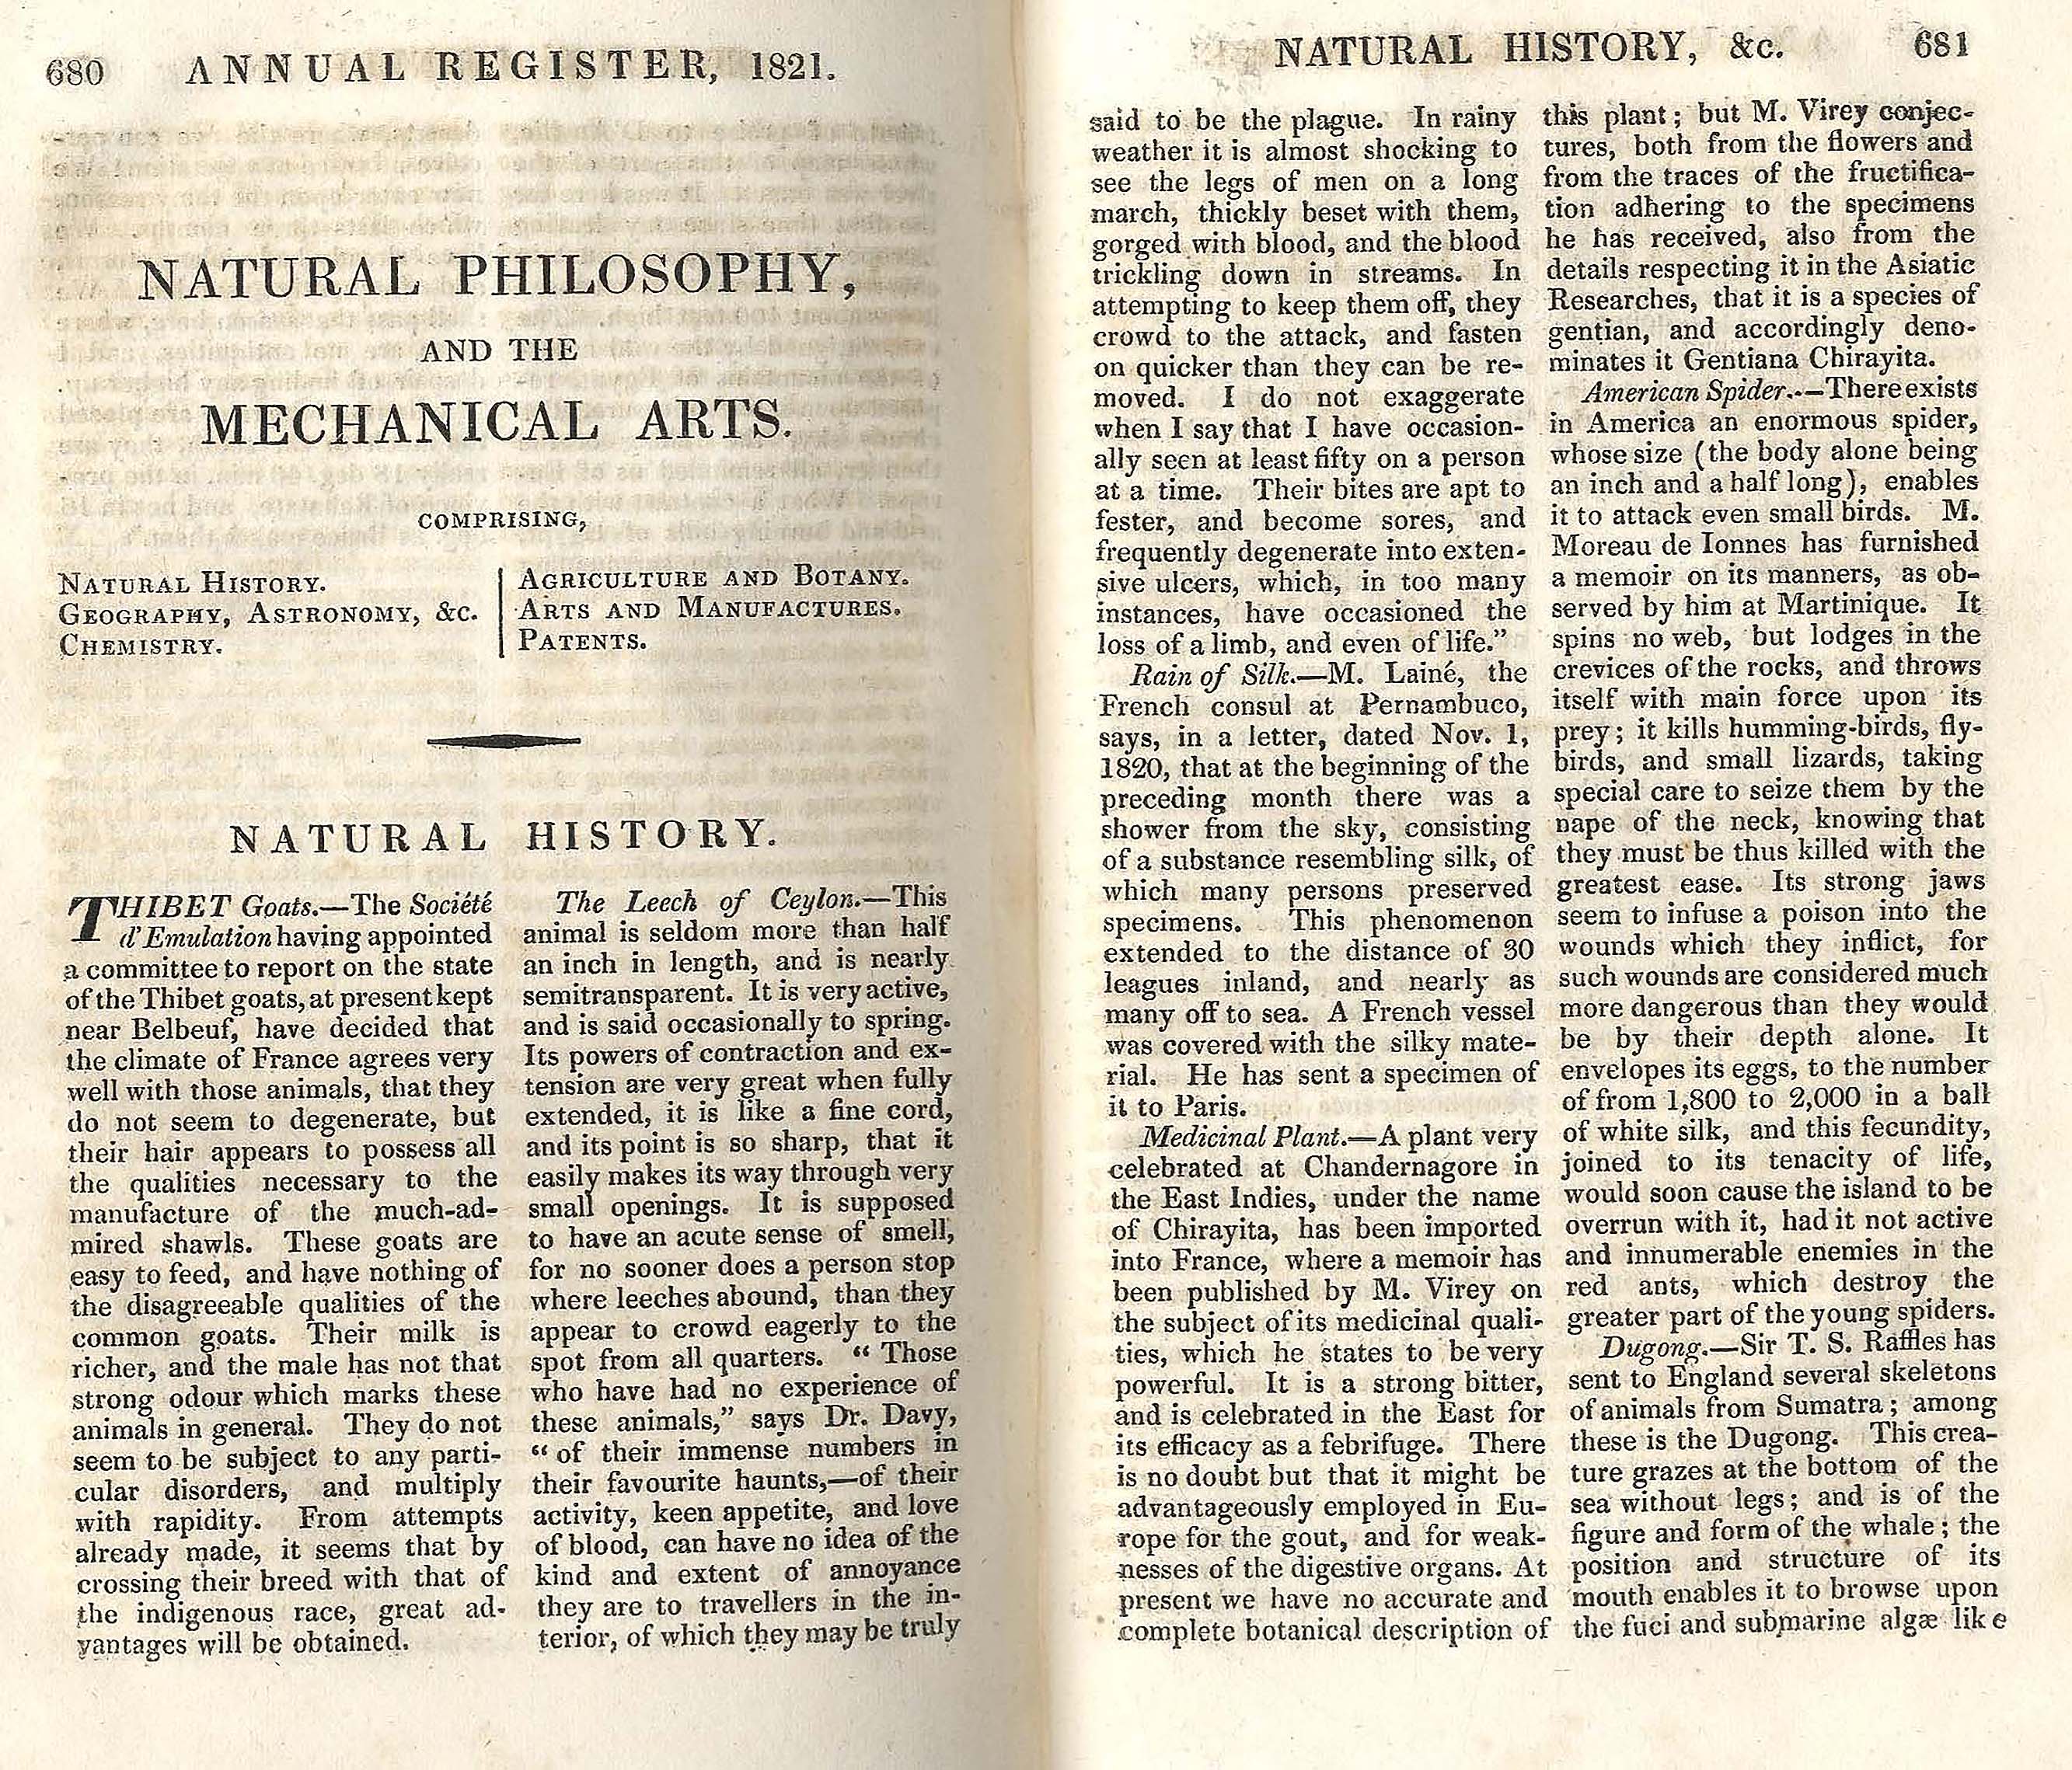 680 ANNUAL REGISTER, 1821.
NATURAL PHILOSOPHY,
AND THE
MECHANICAL ARTS.
COMPRISING,
NATURAL HISTORY.
GEOGRAPHY, ASTRONOMY, &c.
CHEMISTRY.
AGRICULTURE AND BOTANY.
ARTS AND MANUFACTURES.
PATENTS.
NATURAL HISTORY.
THIBET Goats.—The Société
d'Emulation having appointed
a committee to report on the state
of the Thibet goats, at present kept
near Belbeuf, have decided that
the climate of France agrees very
well with those animals, that they
do not seem to degenerate, but
their hair appears to possess all
the qualities necessary to the
manufacture of the much-ad-
mired shawls. These goats are
easy to feed, and have nothing of
the disagreeable qualities of the
common goats. Their milk is
richer, and the male has not that
strong odour which marks these
animals in general. They do not
seem to be subject to any parti-
cular disorders, and multiply
with rapidity. From attempts
already made, it seems that by
crossing their breed with that of
the indigenous race, great ad-
vantages will be obtained.
The Leech of Ceylon.—This
animal is seldom more than half
an inch in length, and is nearly
semitransparent. It is very active,
and is said occasionally to spring.
Its powers of contraction and ex-
tension are very great when fully
extended, it is like a fine cord,
and its point is so sharp, that it
easily makes its way through very
small openings. It is supposed
to have an acute sense of smell,
for no sooner does a person stop
where leeches abound, than they
appear to crowd eagerly to the
spot from all quarters. “ Those
who have had no experience of
these animals,” says Dr. Davy,
“ of their immense numbers in
their favourite haunts,—of their
activity, keen appetite, and love
of blood, can have no idea of the
kind and extent of annoyance
they are to travellers in the in-
terior, of which they may be truly
NATURAL HISTORY, &c. 681
said to be the plague. In rainy
weather it is almost shocking to
see the legs of men on a long
march, thickly beset with them,
gorged with blood, and the blood
trickling down in streams. In
attempting to keep them off, they
crowd to the attack, and fasten
on quicker than they can be re-
moved. I do not exaggerate
when I say that I have occasion-
ally seen at least fifty on a person
at a time. Their bites are apt to
fester, and become sores, and
frequently degenerate into exten-
sive ulcers, which, in too many
instances, have occasioned the
loss of a limb, and even of life.”
Rain of Silk.—M. Lainé, the
French consul at Pernambuco,
says, in a letter, dated Nov. 1,
1820, that at the beginning of the
preceding month there was a
shower from the sky, consisting
of a substance resembling silk, of
which many persons preserved
specimens. This phenomenon
extended to the distance of 30
leagues inland, and nearly as
many off to sea. A French vessel
was covered with the silky mate-
rial. He has sent a specimen of
it to Paris.
Medicinal Plant.—A plant very
celebrated at Chandernagore in
the East Indies, under the name
of Chirayita, has been imported
into France, where a memoir has
been published by M. Virey on
the subject of its medicinal quali-
ties, which he states to be very
powerful. It is a strong bitter,
and is celebrated in the East for
its efficacy as a febrifuge. There
is no doubt but that it might be
advantageously employed in Eu-
rope for the gout, and for weak-
nesses of the digestive organs. At
present we have no accurate and
complete botanical description of
this plant; but M. Virey conjec-
tures, both from the flowers and
from the traces of the fructifica-
tion adhering to the specimens
he has received, also from the
details respecting it in the Asiatic
Researches, that it is a species of
gentian, and accordingly deno-
minates it Gentiana Chirayita.
American Spider.—There exists
in America an enormous spider,
whose size (the body alone being
an inch and a half long), enables
it to attack even small birds. M.
Moreau de Ionnes has furnished
a memoir on its manners, as ob-
served by him at Martinique. It
spins no web, but lodges in the
crevices of the rocks, and throws
itself with main force upon its
prey; it kills humming-birds, fly-
birds, and small lizards, taking
special care to seize them by the
nape of the neck, knowing that
they must be thus killed with the
greatest ease. Its strong jaws
seem to infuse a poison into the
wounds which they inflict, for
such wounds are considered much
more dangerous than they would
be by their depth alone. It
envelopes its eggs, to the number
of from 1,800 to 2,000 in a ball
of white silk, and this fecundity,
joined to its tenacity of life,
would soon cause the island to be
overrun with it, had it not active
and innumerable enemies in the
red ants, which destroy the
greater part of the young spiders.
Dugong.—Sir T. S. Raffles has
sent to England several skeletons
of animals from Sumatra; among
these is the Dugong. This crea-
ture grazes at the bottom of the
sea without legs; and is of the
figure and form of the whale; the
position and structure of its
mouth enables it to browse upon
the fuci and submarine algæ like